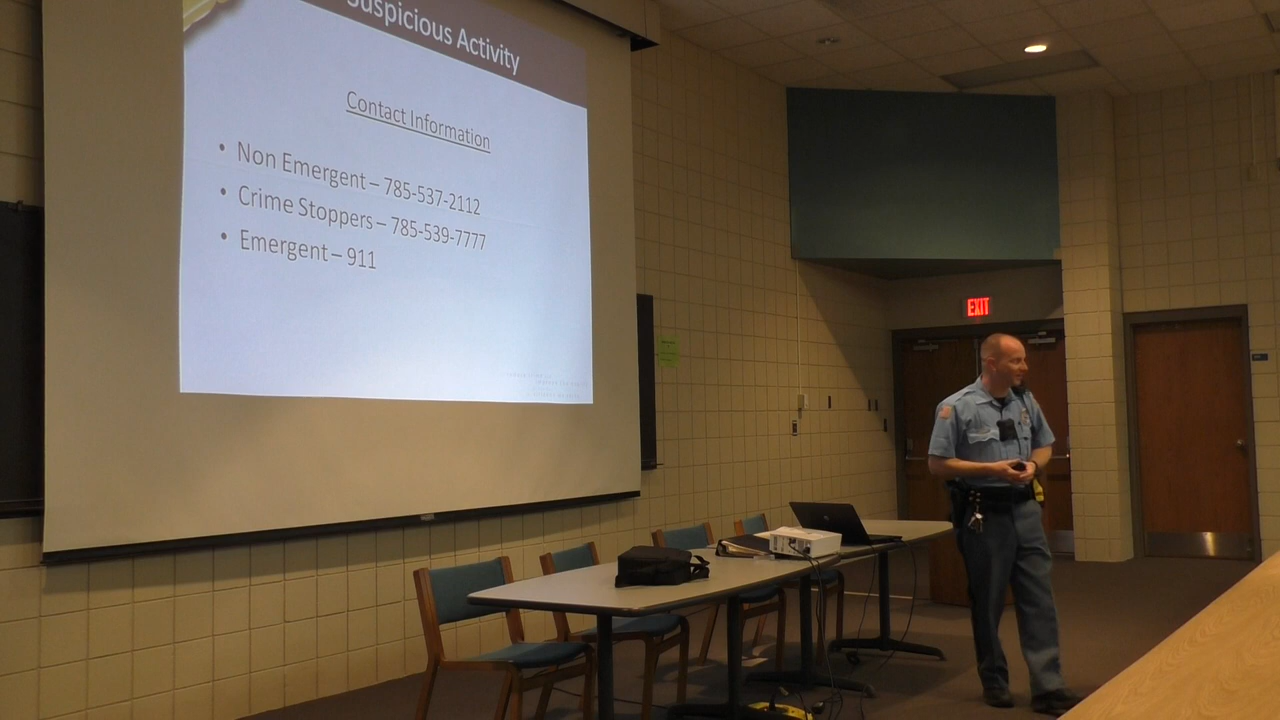 Suspicious Activity
Contact Information
• Non Emergent – 785-537-2112
• Crime Stoppers – 785-539-7777
• Emergent – 911
EXIT